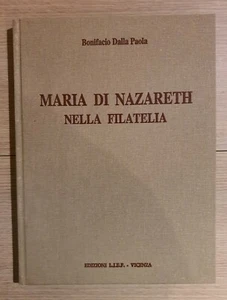 Bonifacio Dalla Paola
MARIA DI NAZARETH
NELLA FILATELIA
EDIZIONI L.I.E.F. - VICENZA